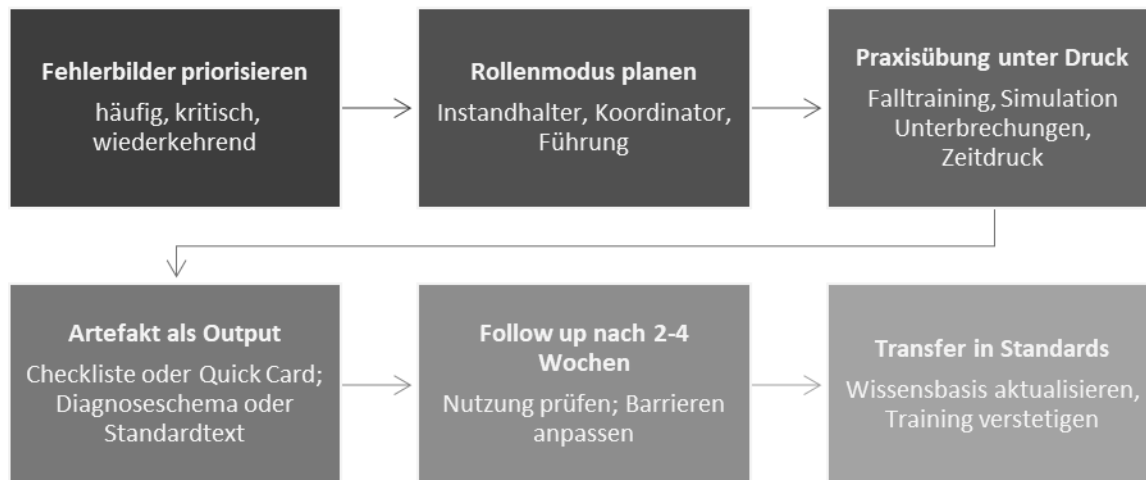 Fehlerbilder priorisieren
häufig, kritisch,
wiederkehrend
Rollenmodus planen
Instandhalter, Koordinator,
Führung
Praxisübung unter Druck
Falltraining, Simulation
Unterbrechungen,
Zeitdruck
Artefakt als Output
Checkliste oder Quick Card;
Diagnoseschema oder
Standardtext
Follow up nach 2-4
Wochen
Nutzung prüfen; Barrieren
anpassen
Transfer in Standards
Wissensbasis aktualisieren,
Training verstetigen